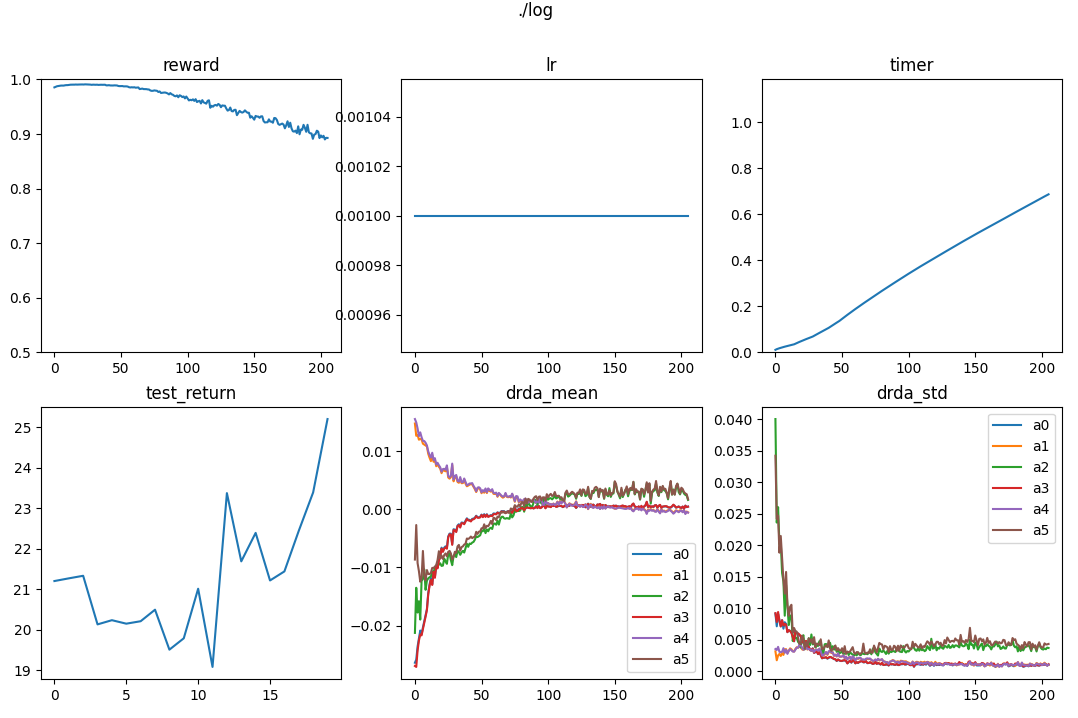 ./log
reward
1.0
0.9
0.8
0.7
0.6
0.5
0 50 100 150 200
lr
0.00104
0.00102
0.00100
0.00098
0.00096
0 50 100 150 200
timer
1.0
0.8
0.6
0.4
0.2
0.0
0 50 100 150 200
test_return
25
24
23
22
21
20
19
0 5 10 15
drda_mean
0.01
0.00
−0.01
−0.02
a0
a1
a2
a3
a4
a5
0 50 100 150 200
drda_std
0.040
0.035
0.030
0.025
0.020
0.015
0.010
0.005
0.000
a0
a1
a2
a3
a4
a5
0 50 100 150 200